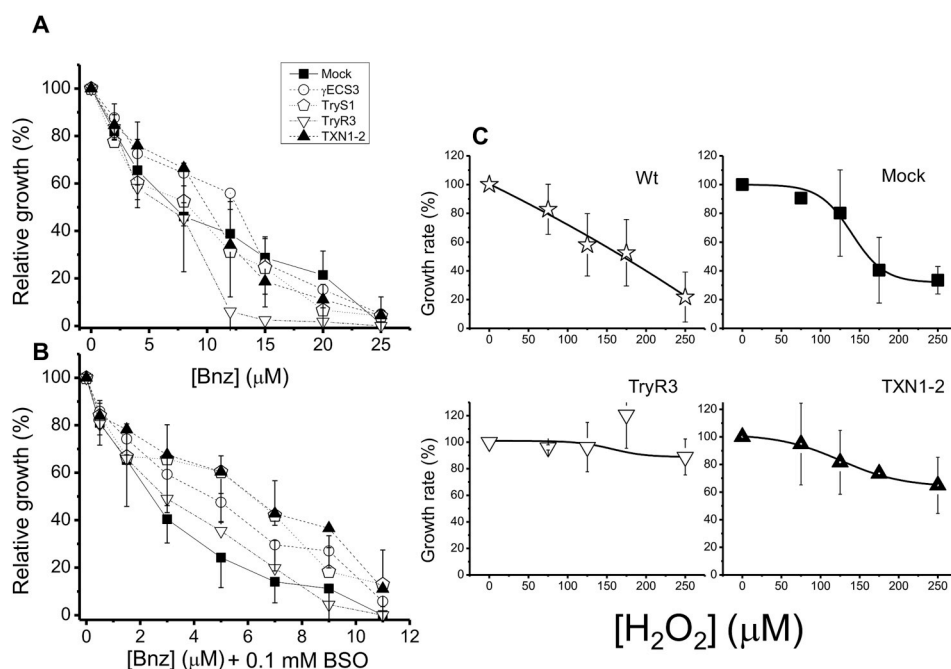 A
Mock
γECS3
TryS1
TryR3
TXN1-2
100
80
60
40
20
0
Relative growth (%)
0 5 10 15 20 25
[Bnz] (μM)
B
100
80
60
40
20
0
Relative growth (%)
0 2 4 6 8 10 12
[Bnz] (μM) + 0.1 mM BSO
C
Wt
120
100
80
60
40
20
0
Growth rate (%)
0 50 100 150 200 250
Mock
120
100
80
60
40
20
0
0 50 100 150 200 250
TryR3
120
100
80
60
40
20
0
Growth rate (%)
0 50 100 150 200 250
TXN1-2
120
100
80
60
40
20
0
0 50 100 150 200 250
[H₂O₂] (μM)